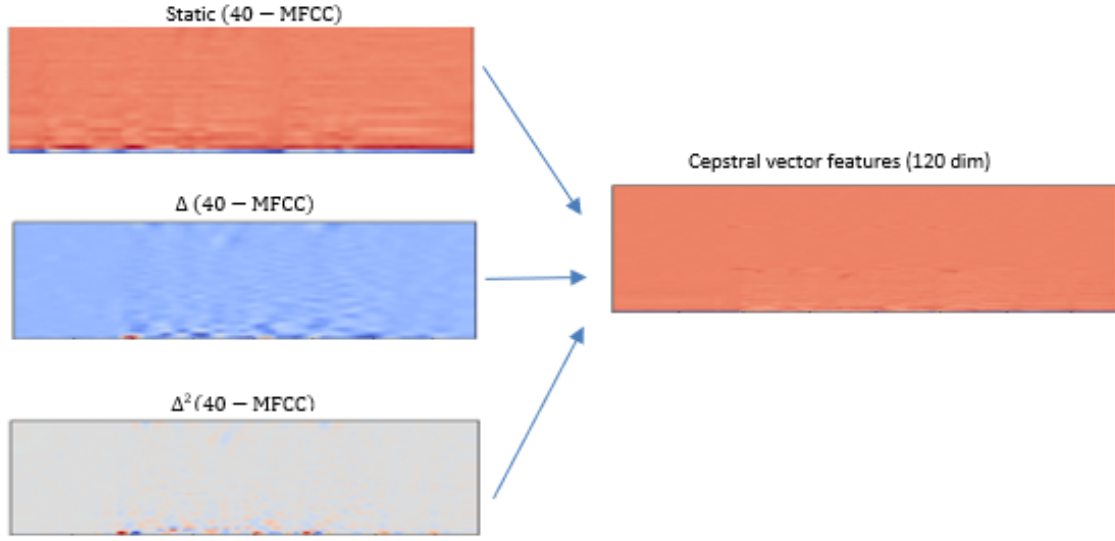 Static (40 − MFCC)
Δ (40 − MFCC)
Δ² (40 − MFCC)
Cepstral vector features (120 dim)